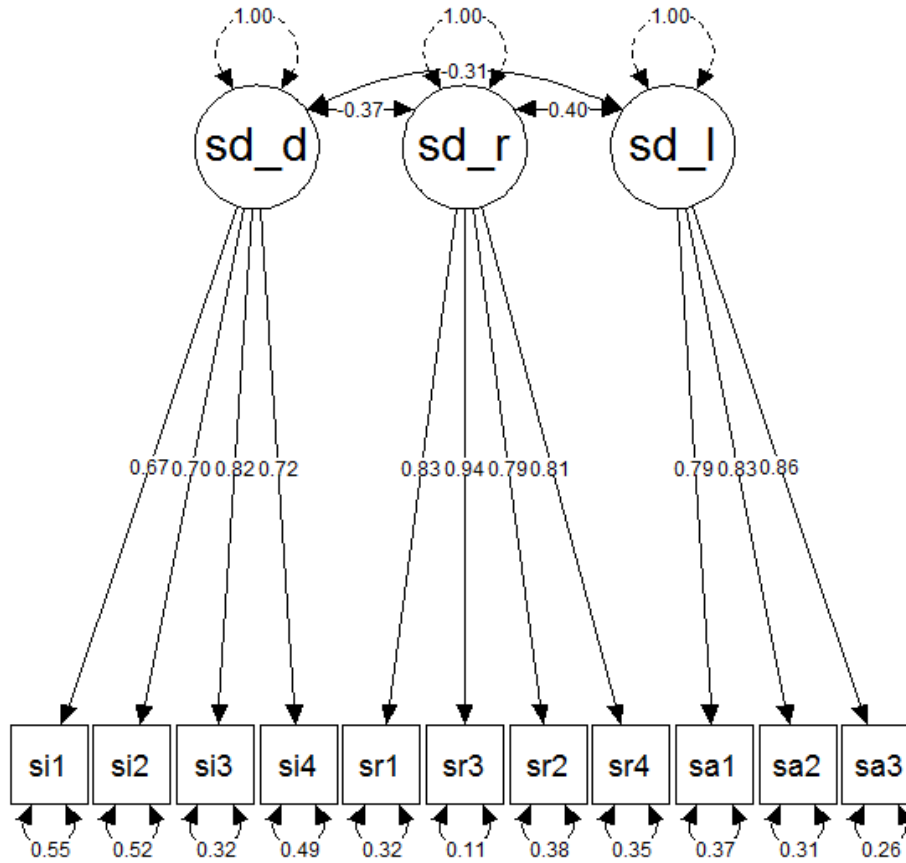 1.00 1.00 1.00
-0.31
-0.37 -0.40
sd_d sd_r sd_l
0.67 0.70 0.82 0.72 0.83 0.94 0.79 0.81 0.79 0.83 0.86
si1 si2 si3 si4 sr1 sr3 sr2 sr4 sa1 sa2 sa3
0.55 0.52 0.32 0.49 0.32 0.11 0.38 0.35 0.37 0.31 0.26